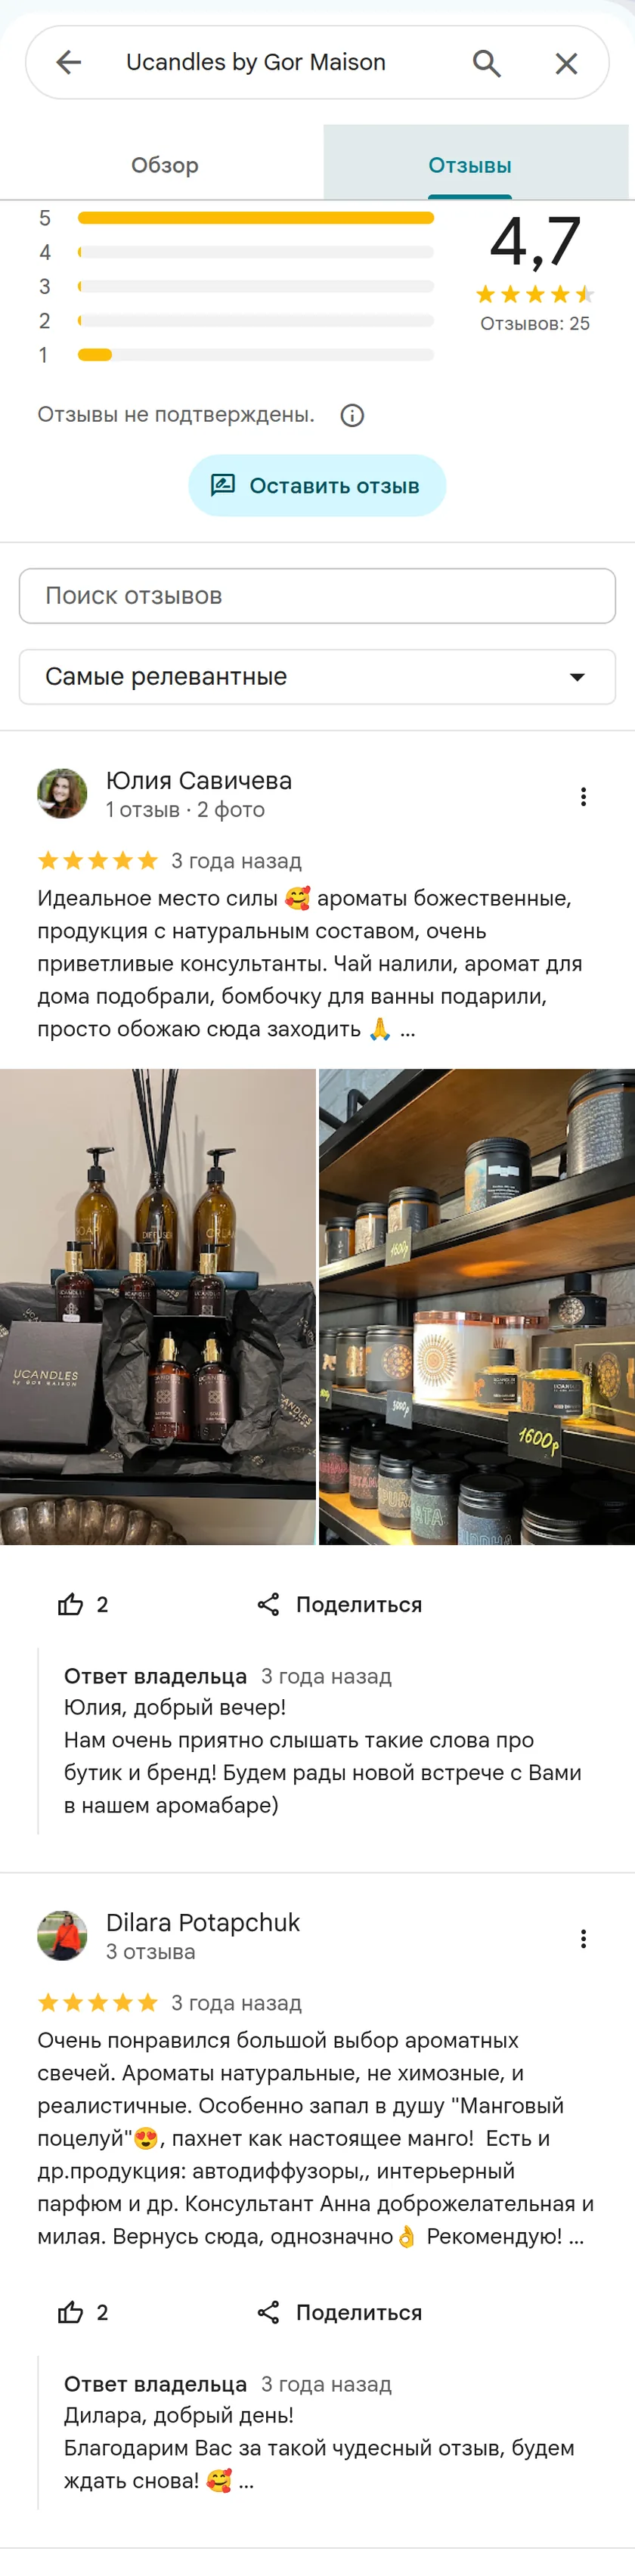 Ucandles by Gor Maison
Обзор
Отзывы
5
4
3
2
1
4,7
Отзывов: 25
Отзывы не подтверждены.
Оставить отзыв
Поиск отзывов
Самые релевантные
Юлия Савичева
1 отзыв · 2 фото
3 года назад
Идеальное место силы 🥰 ароматы божественные,
продукция с натуральным составом, очень
приветливые консультанты. Чай налили, аромат для
дома подобрали, бомбочку для ванны подарили,
просто обожаю сюда заходить 🙏 ...
DIFFUSER
UCANDLES
by GOR MAISON
1600р
2
Поделиться
Ответ владельца 3 года назад
Юлия, добрый вечер!
Нам очень приятно слышать такие слова про
бутик и бренд! Будем рады новой встрече с Вами
в нашем аромабаре)
Dilara Potapchuk
3 отзыва
3 года назад
Очень понравился большой выбор ароматных
свечей. Ароматы натуральные, не химозные, и
реалистичные. Особенно запал в душу "Манговый
поцелуй"😍, пахнет как настоящее манго! Есть и
др.продукция: автодиффузоры,, интерьерный
парфюм и др. Консультант Анна доброжелательная и
милая. Вернусь сюда, однозначно👌 Рекомендую! ...
2
Поделиться
Ответ владельца 3 года назад
Дилара, добрый день!
Благодарим Вас за такой чудесный отзыв, будем
ждать снова! 🥰 ...